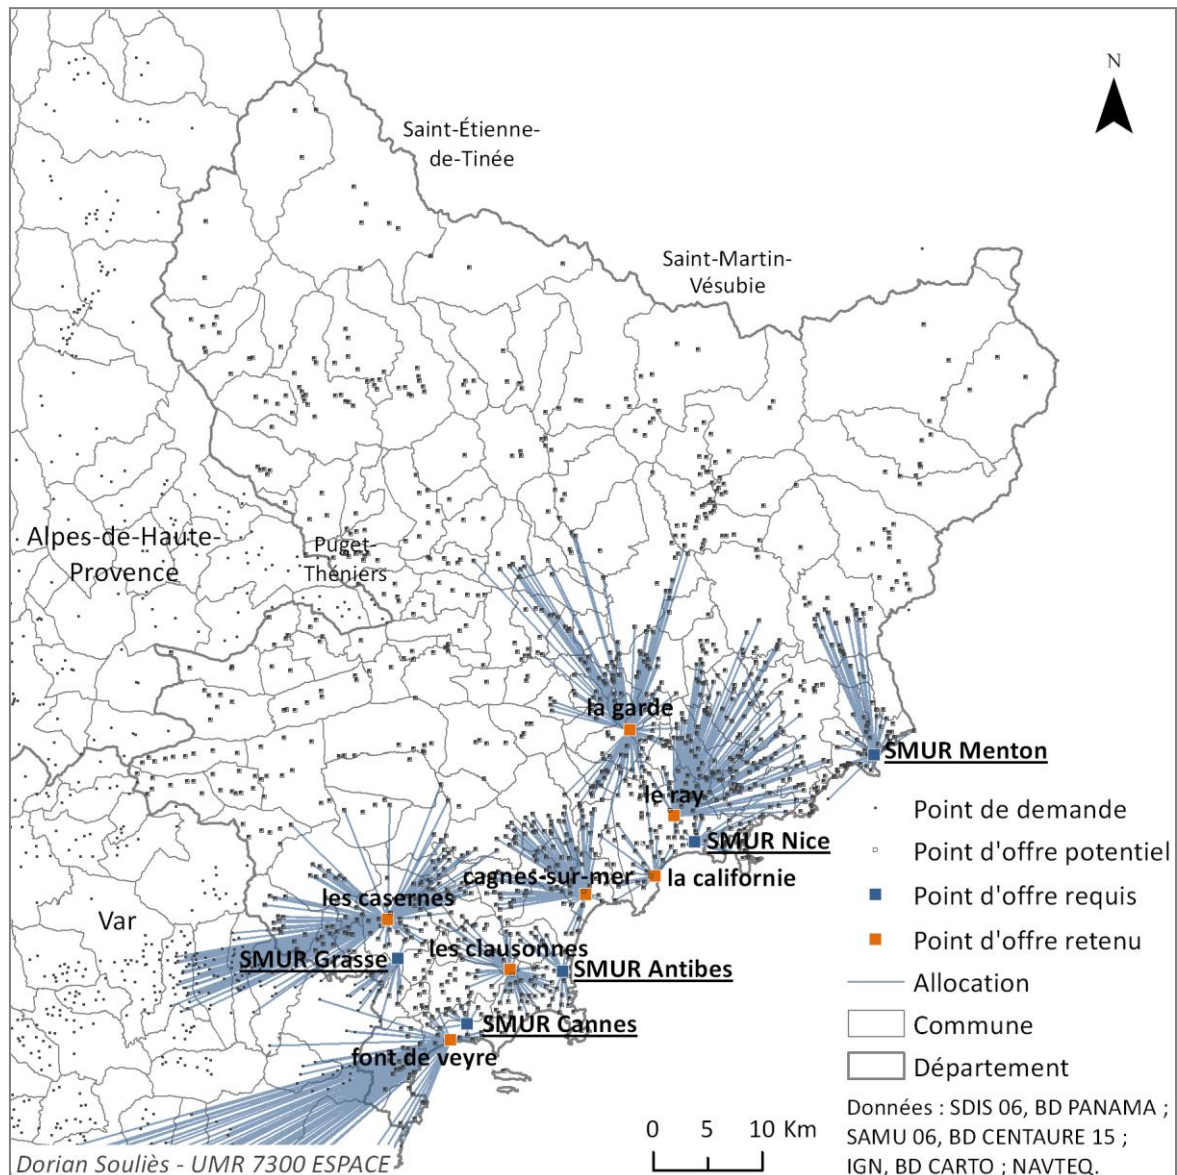 N
Saint-Étienne-
de-Tinée
Saint-Martin-
Vésubie
Alpes-de-Haute-
Provence
Puget-
Théniers
la garde
SMUR Menton
le ray
SMUR Nice
cagnes-sur-mer
la californie
les casernes
Var
les clausonnes
SMUR Grasse
SMUR Antibes
SMUR Cannes
font de veyre
Point de demande
Point d'offre potentiel
Point d'offre requis
Point d'offre retenu
Allocation
Commune
Département
0 5 10 Km
Données : SDIS 06, BD PANAMA ;
SAMU 06, BD CENTAURE 15 ;
IGN, BD CARTO ; NAVTEQ.
Dorian Souliès - UMR 7300 ESPACE